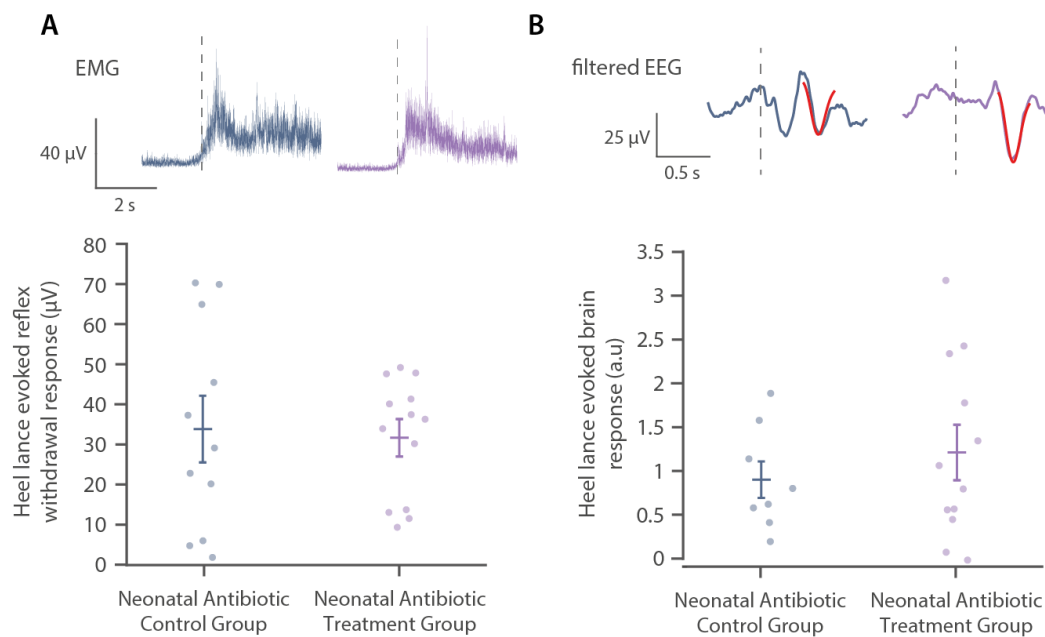 A
EMG
40 µV
2 s
Heel lance evoked reflex
withdrawal response (µV)
80
70
60
50
40
30
20
10
0
Neonatal Antibiotic
Control Group
Neonatal Antibiotic
Treatment Group
B
filtered EEG
25 µV
0.5 s
Heel lance evoked brain
response (a.u)
3.5
3
2.5
2
1.5
1
0.5
0
Neonatal Antibiotic
Control Group
Neonatal Antibiotic
Treatment Group